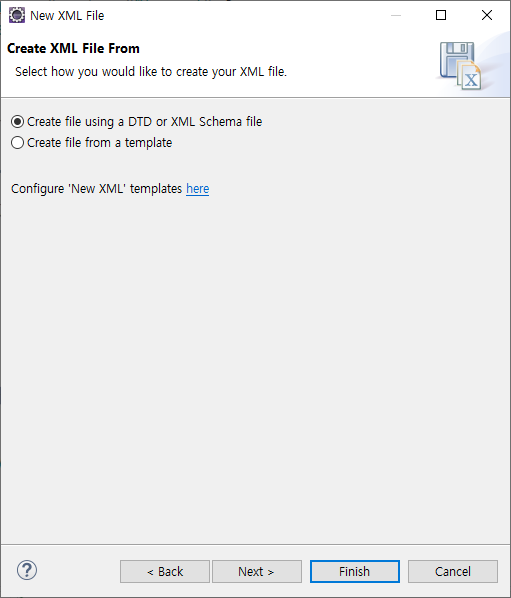 New XML File
Create XML File From
Select how you would like to create your XML file.
Create file using a DTD or XML Schema file
Create file from a template
Configure 'New XML' templates here
< Back
Next >
Finish
Cancel